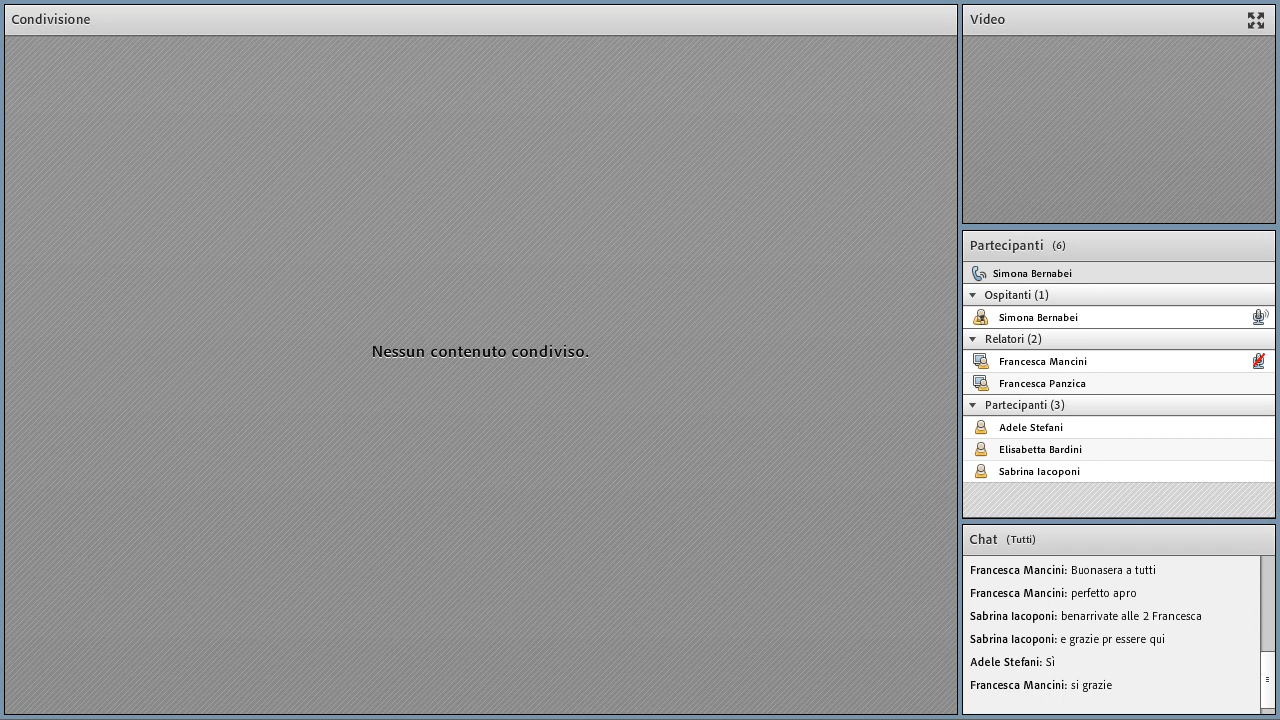 Condivisione
Nessun contenuto condiviso.
Video
Partecipanti (6)
Simona Bernabei
Ospitanti (1)
Simona Bernabei
Relatori (2)
Francesca Mancini
Francesca Panzica
Partecipanti (3)
Adele Stefani
Elisabetta Bardini
Sabrina Iacoponi
Chat (Tutti)
Francesca Mancini: Buonasera a tutti
Francesca Mancini: perfetto apro
Sabrina Iacoponi: benarrivate alle 2 Francesca
Sabrina Iacoponi: e grazie pr essere qui
Adele Stefani: Sì
Francesca Mancini: si grazie